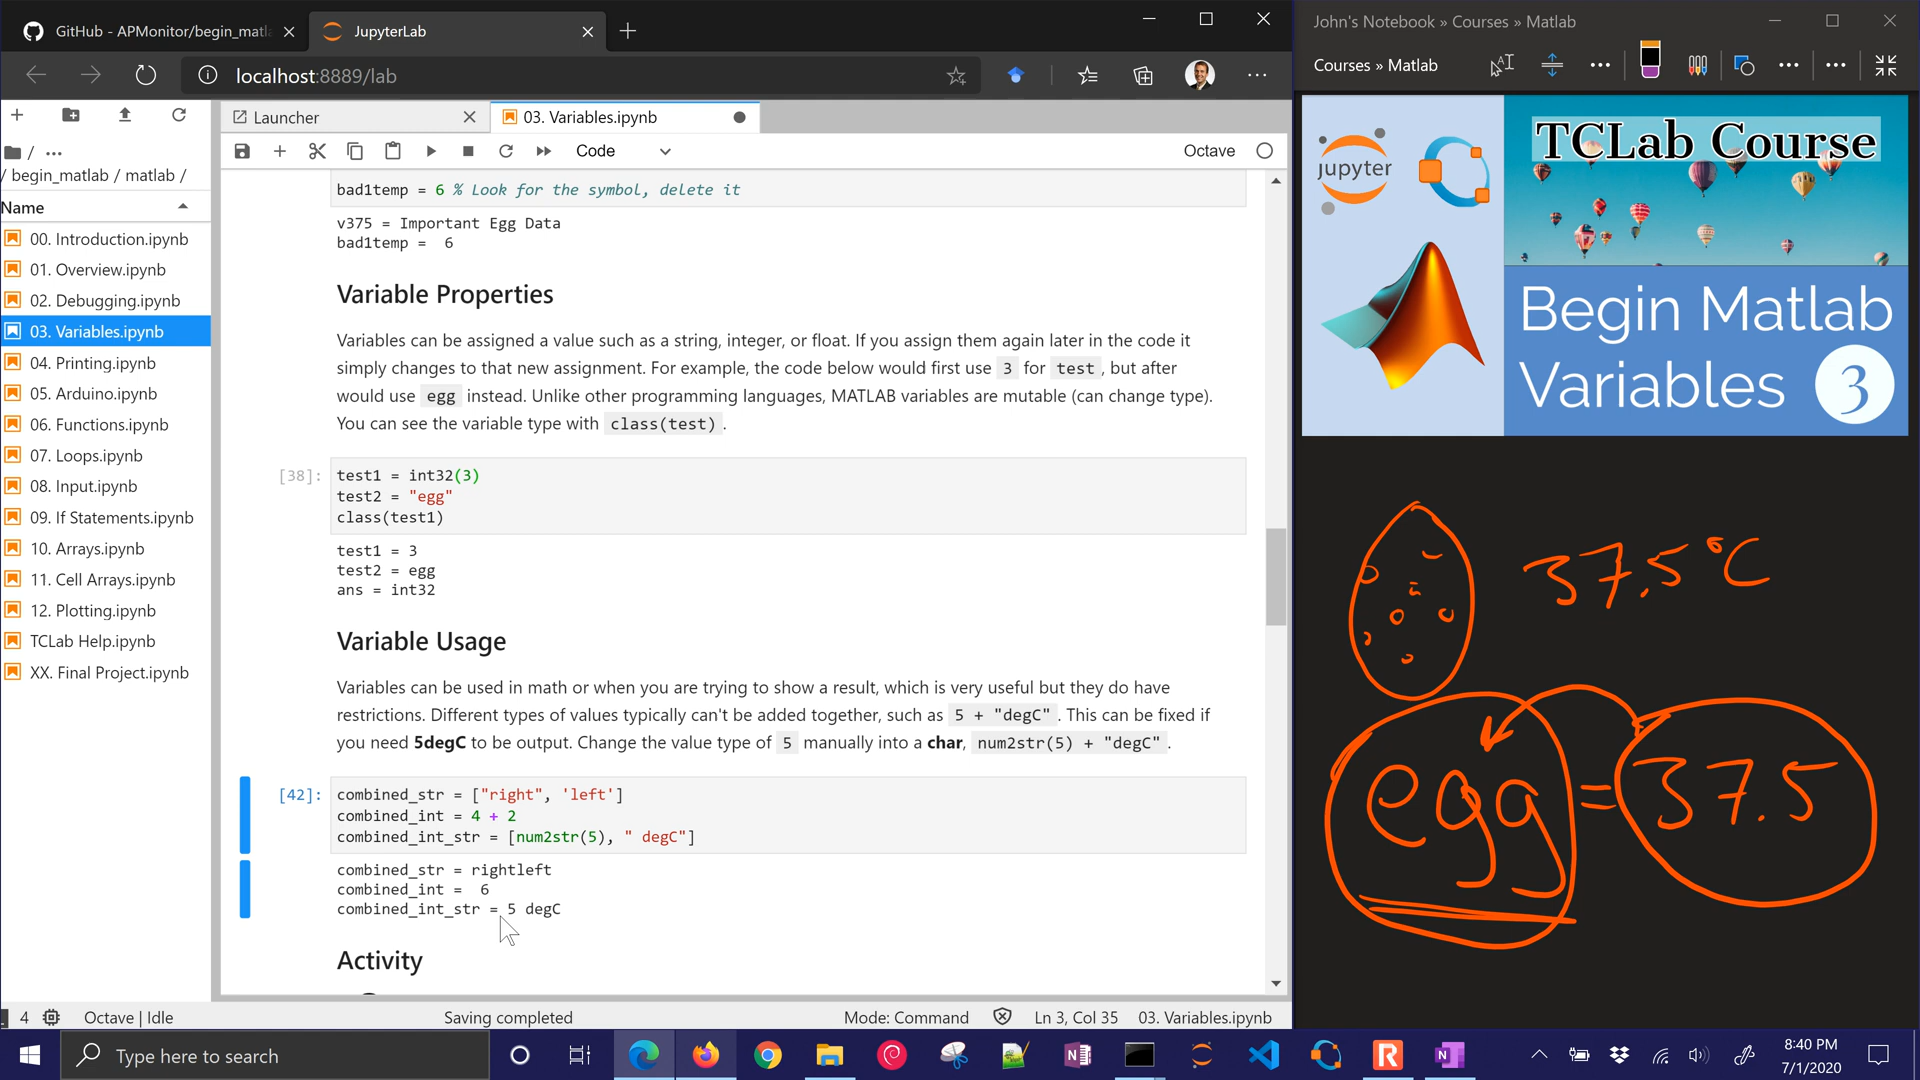 GitHub - APMonitor/begin_matla
JupyterLab
localhost:8889/lab
/ ...
/ begin_matlab / matlab /
Name
00. Introduction.ipynb
01. Overview.ipynb
02. Debugging.ipynb
03. Variables.ipynb
04. Printing.ipynb
05. Arduino.ipynb
06. Functions.ipynb
07. Loops.ipynb
08. Input.ipynb
09. If Statements.ipynb
10. Arrays.ipynb
11. Cell Arrays.ipynb
12. Plotting.ipynb
TCLab Help.ipynb
XX. Final Project.ipynb
Launcher
03. Variables.ipynb
Code
Octave
bad1temp = 6 % Look for the symbol, delete it
v375 = Important Egg Data
bad1temp =  6
Variable Properties
Variables can be assigned a value such as a string, integer, or float. If you assign them again later in the code it
simply changes to that new assignment. For example, the code below would first use 3 for test, but after
would use egg instead. Unlike other programming languages, MATLAB variables are mutable (can change type).
You can see the variable type with class(test).
[38]:
test1 = int32(3)
test2 = "egg"
class(test1)
test1 = 3
test2 = egg
ans = int32
Variable Usage
Variables can be used in math or when you are trying to show a result, which is very useful but they do have
restrictions. Different types of values typically can't be added together, such as 5 + "degC". This can be fixed if
you need 5degC to be output. Change the value type of 5 manually into a char, num2str(5) + "degC".
[42]:
combined_str = ["right", 'left']
combined_int = 4 + 2
combined_int_str = [num2str(5), " degC"]
combined_str = rightleft
combined_int =  6
combined_int_str = 5 degC
Activity
4
Octave | Idle
Saving completed
Mode: Command
Ln 3, Col 35
03. Variables.ipynb
John's Notebook » Courses » Matlab
Courses » Matlab
jupyter
TCLab Course
Begin Matlab
Variables 3
37.5°C
egg = 37.5
Type here to search
8:40 PM
7/1/2020